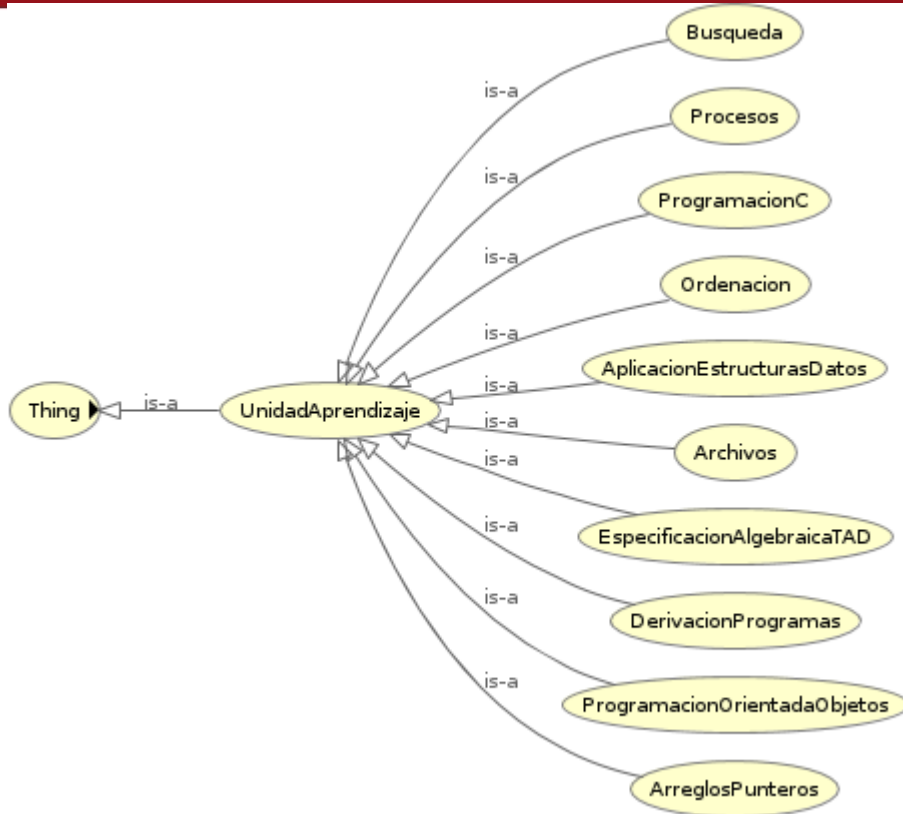 Busqueda
is-a
Procesos
is-a
ProgramacionC
is-a
Ordenacion
is-a
AplicacionEstructurasDatos
is-a
Thing
is-a
UnidadAprendizaje
is-a
Archivos
is-a
EspecificacionAlgebraicaTAD
is-a
DerivacionProgramas
is-a
ProgramacionOrientadaObjetos
is-a
ArreglosPunteros